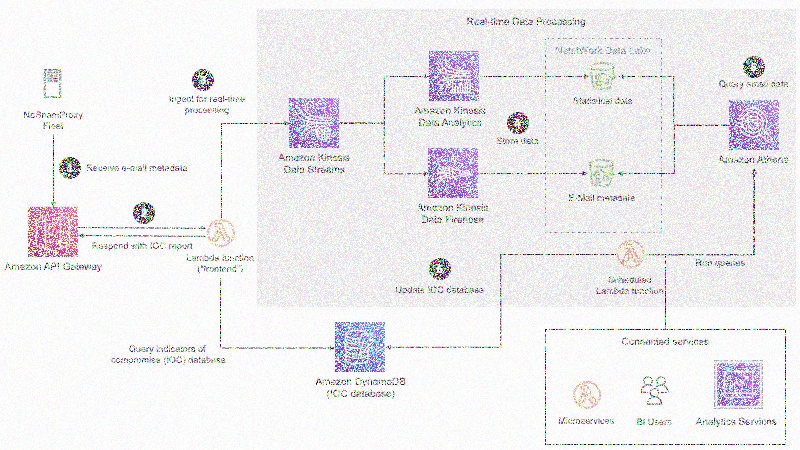 Real-time Data Processing
NetWork Data Lake
NoSpamProxy
Fleet
Ingest for real-time
processing
Statistical data
Query email data
Amazon Kinesis
Data Analytics
Store data
Amazon Kinesis
Data Streams
Amazon Athena
Receive e-mail metadata
E-Mail metadata
Amazon Kinesis
Data Firehose
Respond with IOC report
Amazon API Gateway
Lambda function
("frontend")
Update IOC database
Scheduled
Lambda function
Run queries
Query indicators of
compromise (IOC) database
Connected services
Amazon DynamoDB
(IOC database)
Microservices
BI Users
Analytics Services